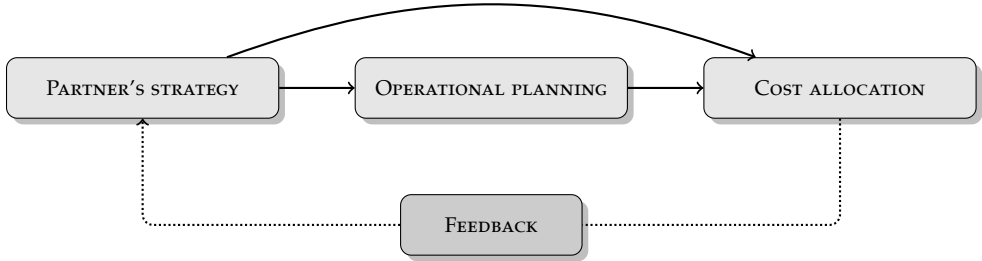 Partner's strategy
Operational planning
Cost allocation
Feedback